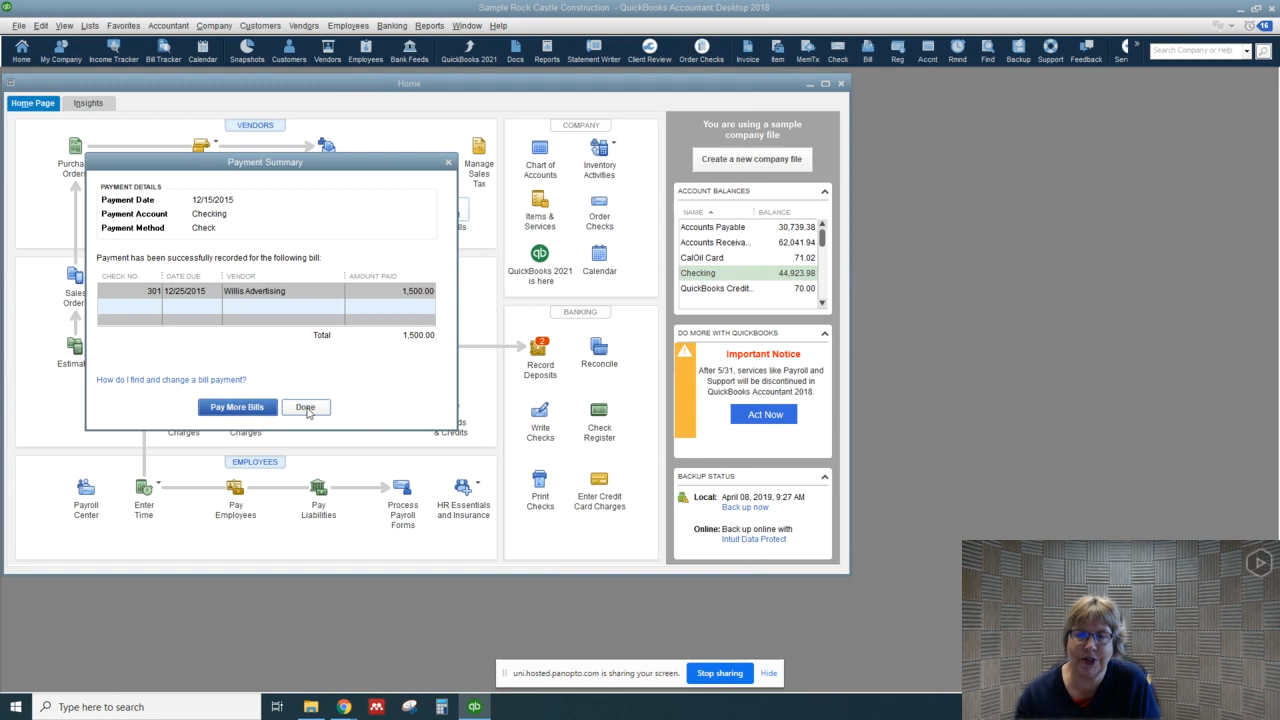 Sample Rock Castle Construction - QuickBooks Accountant Desktop 2018
File Edit View Lists Favorites Accountant Company Customers Vendors Employees Banking Reports Window Help
16
Home My Company Income Tracker Bill Tracker Calendar Snapshots Customers Vendors Employees Bank Feeds QuickBooks 2021 Docs Reports Statement Writer Client Review Order Checks Invoice Item MemTx Check Bill Reg Accnt Rmnd Find Backup Support Feedback Serv
Search Company or Help
Home
Home Page Insights
VENDORS
Purcha
Orders
Manage
Sales
Tax
Payment Summary
PAYMENT DETAILS
Payment Date 12/15/2015
Payment Account Checking
Payment Method Check
Payment has been successfully recorded for the following bill:
CHECK NO. DATE DUE VENDOR AMOUNT PAID
301 12/25/2015 Willis Advertising 1,500.00
Total 1,500.00
How do I find and change a bill payment?
Pay More Bills Done
Sales
Orders
Estimat
Charges Charges & Credits
EMPLOYEES
Payroll
Center
Enter
Time
Pay
Employees
Pay
Liabilities
Process
Payroll
Forms
HR Essentials
and Insurance
COMPANY
Chart of
Accounts
Inventory
Activities
Items &
Services
Order
Checks
QuickBooks 2021
is here
Calendar
BANKING
2
Record
Deposits
Reconcile
Write
Checks
Check
Register
Print
Checks
Enter Credit
Card Charges
You are using a sample
company file
Create a new company file
ACCOUNT BALANCES
NAME BALANCE
Accounts Payable 30,739.38
Accounts Receiva... 62,041.94
CalOil Card 71.02
Checking 44,923.98
QuickBooks Credit... 70.00
DO MORE WITH QUICKBOOKS
Important Notice
After 5/31, services like Payroll and
Support will be discontinued in
QuickBooks Accountant 2018.
Act Now
BACKUP STATUS
Local: April 08, 2019, 9:27 AM
Back up now
Online: Back up online with
Intuit Data Protect
uni.hosted.panopto.com is sharing your screen. Stop sharing Hide
Type here to search